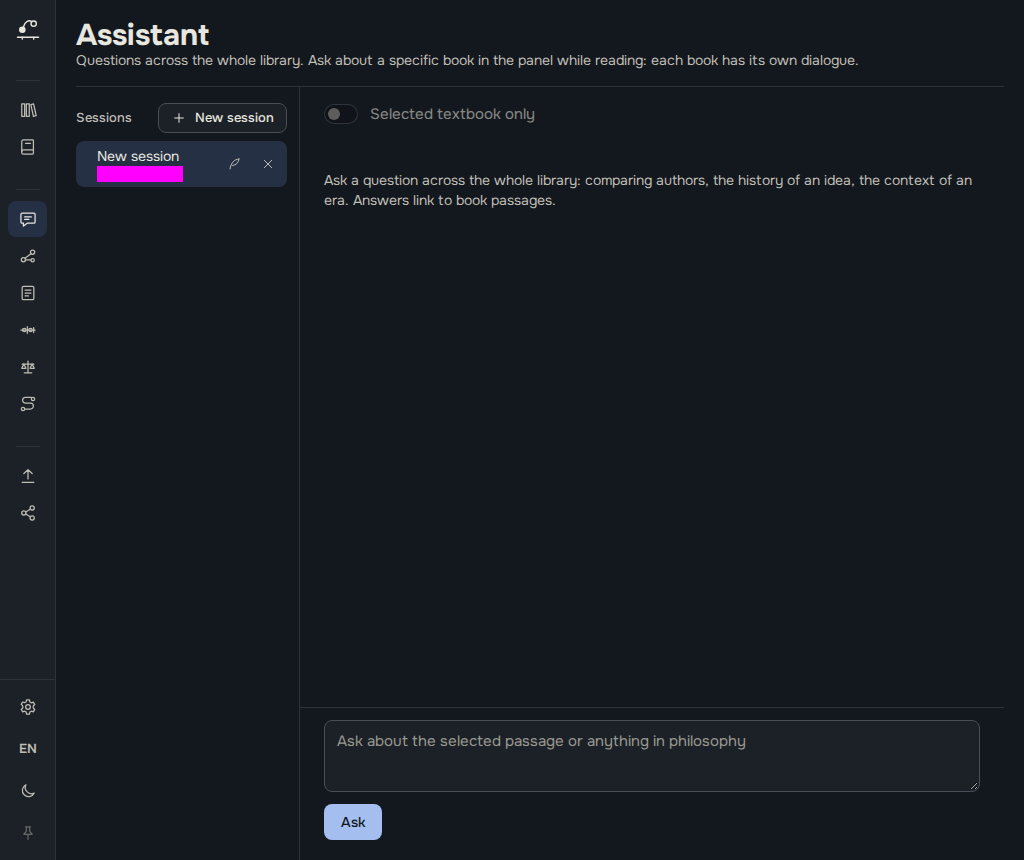 Assistant
Questions across the whole library. Ask about a specific book in the panel while reading: each book has its own dialogue.
Sessions
New session
New session
Selected textbook only
Ask a question across the whole library: comparing authors, the history of an idea, the context of an
era. Answers link to book passages.
Ask about the selected passage or anything in philosophy
Ask
EN